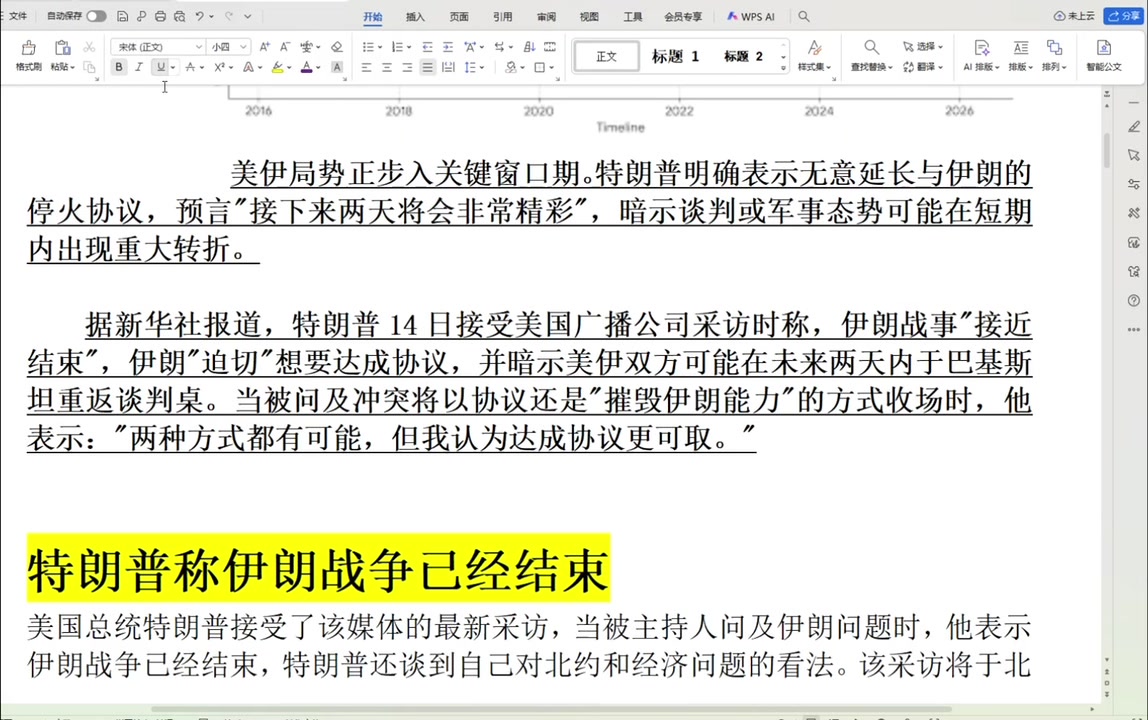 文件 自动保存 开始 插入 页面 引用 审阅 视图 工具 会员专享 WPS AI 未上云 分享
格式刷 粘贴 宋体 (正文) 小四 正文 标题 1 标题 2 样式集 查找替换 选择 翻译 AI 排版 排版 排列 智能公文
2016 2018 2020 2022 2024 2026
Timeline
美伊局势正步入关键窗口期。特朗普明确表示无意延长与伊朗的
停火协议，预言"接下来两天将会非常精彩"，暗示谈判或军事态势可能在短期
内出现重大转折。
据新华社报道，特朗普 14 日接受美国广播公司采访时称，伊朗战事"接近
结束"，伊朗"迫切"想要达成协议，并暗示美伊双方可能在未来两天内于巴基斯
坦重返谈判桌。当被问及冲突将以协议还是"摧毁伊朗能力"的方式收场时，他
表示："两种方式都有可能，但我认为达成协议更可取。"
特朗普称伊朗战争已经结束
美国总统特朗普接受了该媒体的最新采访，当被主持人问及伊朗问题时，他表示
伊朗战争已经结束，特朗普还谈到自己对北约和经济问题的看法。该采访将于北